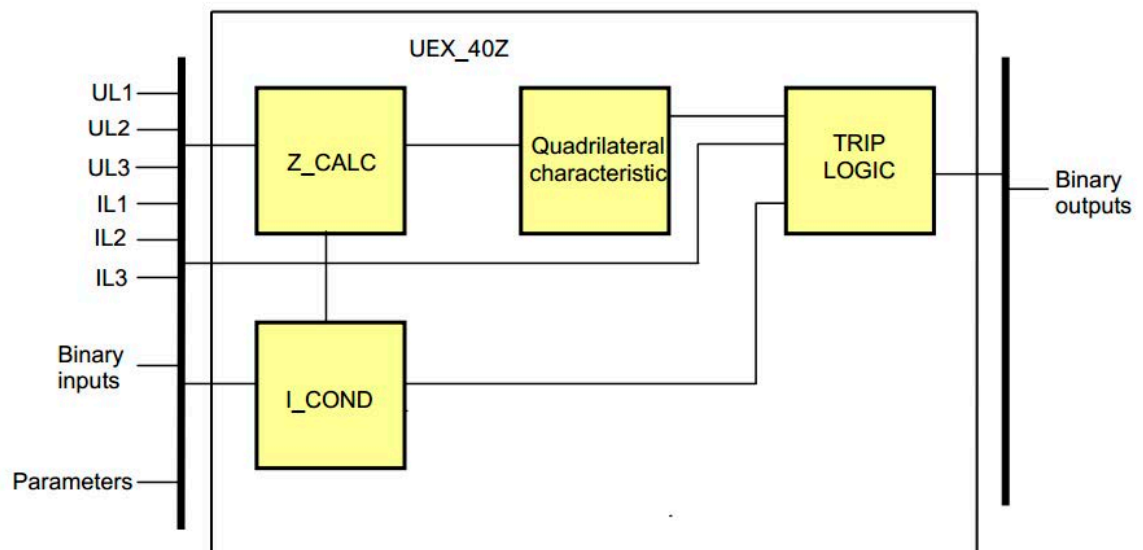 UEX_40Z
UL1
UL2
UL3
IL1
IL2
IL3
Z_CALC
Quadrilateral
characteristic
TRIP
LOGIC
Binary
outputs
Binary
inputs
I_COND
Parameters